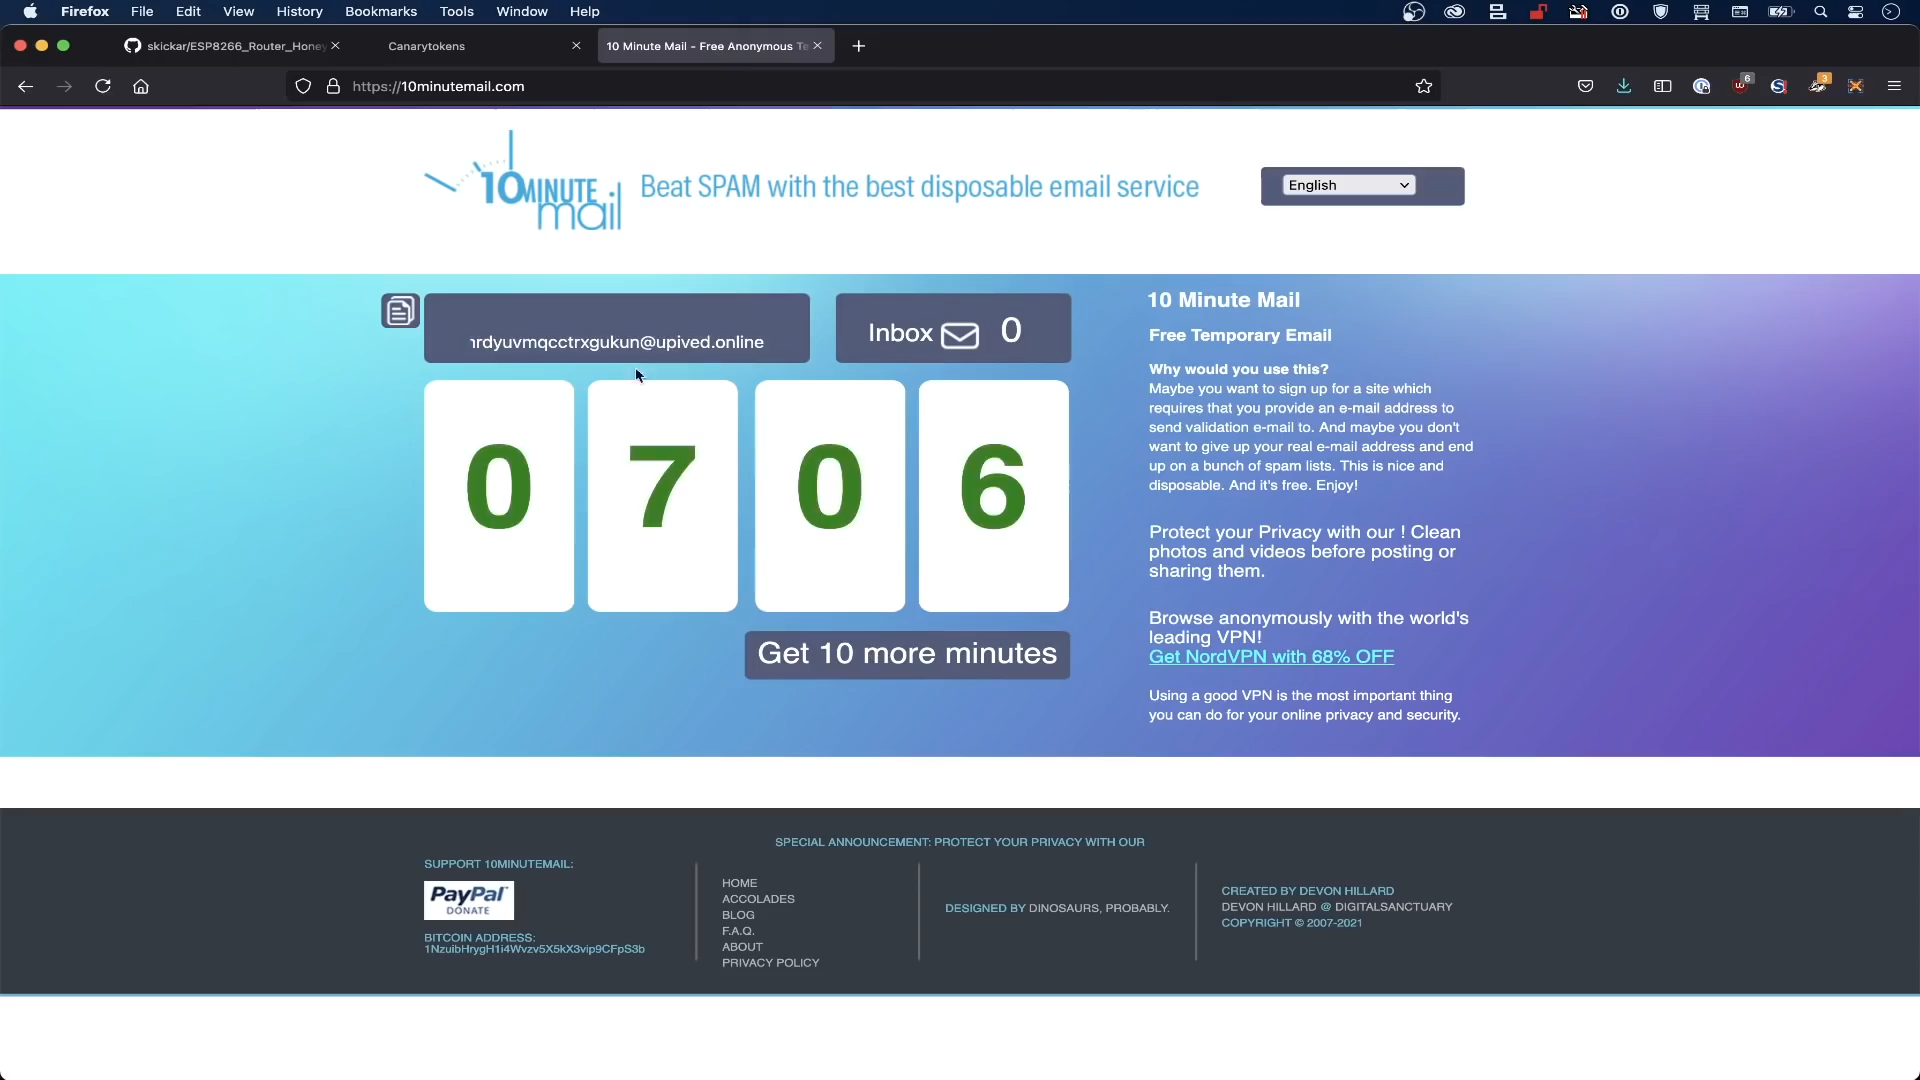 Firefox File Edit View History Bookmarks Tools Window Help
skickar/ESP8266_Router_Honey
Canarytokens
10 Minute Mail - Free Anonymous Te
https://10minutemail.com
6
3
10MINUTE
mail
Beat SPAM with the best disposable email service
English
rdyuvmqcctrxgukun@upived.online
Inbox 0
0 7 0 6
Get 10 more minutes
10 Minute Mail
Free Temporary Email
Why would you use this?
Maybe you want to sign up for a site which
requires that you provide an e-mail address to
send validation e-mail to. And maybe you don't
want to give up your real e-mail address and end
up on a bunch of spam lists. This is nice and
disposable. And it's free. Enjoy!
Protect your Privacy with our ! Clean
photos and videos before posting or
sharing them.
Browse anonymously with the world's
leading VPN!
Get NordVPN with 68% OFF
Using a good VPN is the most important thing
you can do for your online privacy and security.
SPECIAL ANNOUNCEMENT: PROTECT YOUR PRIVACY WITH OUR
SUPPORT 10MINUTEMAIL:
PayPal
DONATE
BITCOIN ADDRESS:
1NzuibHrygH1i4Wvzv5X5kX3vip9CFpS3b
HOME
ACCOLADES
BLOG
F.A.Q.
ABOUT
PRIVACY POLICY
DESIGNED BY DINOSAURS, PROBABLY.
CREATED BY DEVON HILLARD
DEVON HILLARD @ DIGITALSANCTUARY
COPYRIGHT © 2007-2021